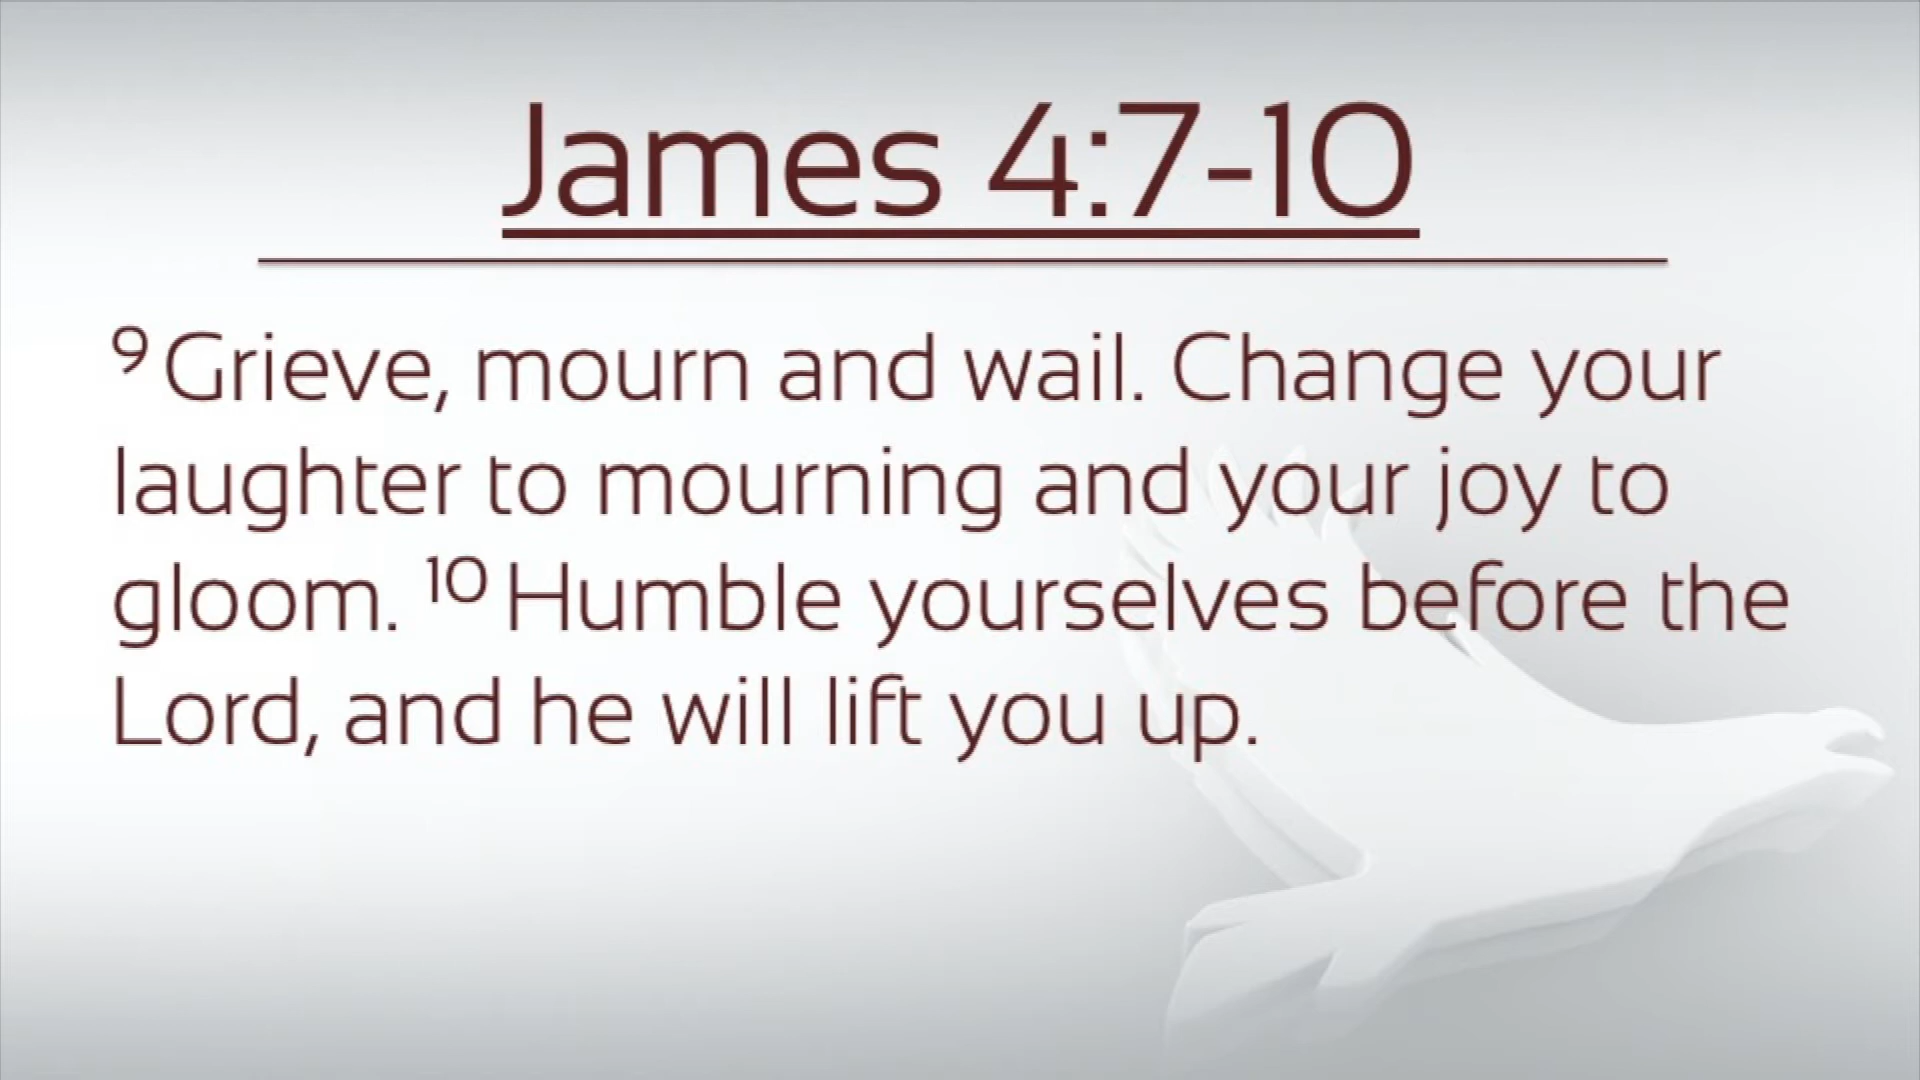 James 4:7-10
9 Grieve, mourn and wail. Change your
laughter to mourning and your joy to
gloom. 10 Humble yourselves before the
Lord, and he will lift you up.